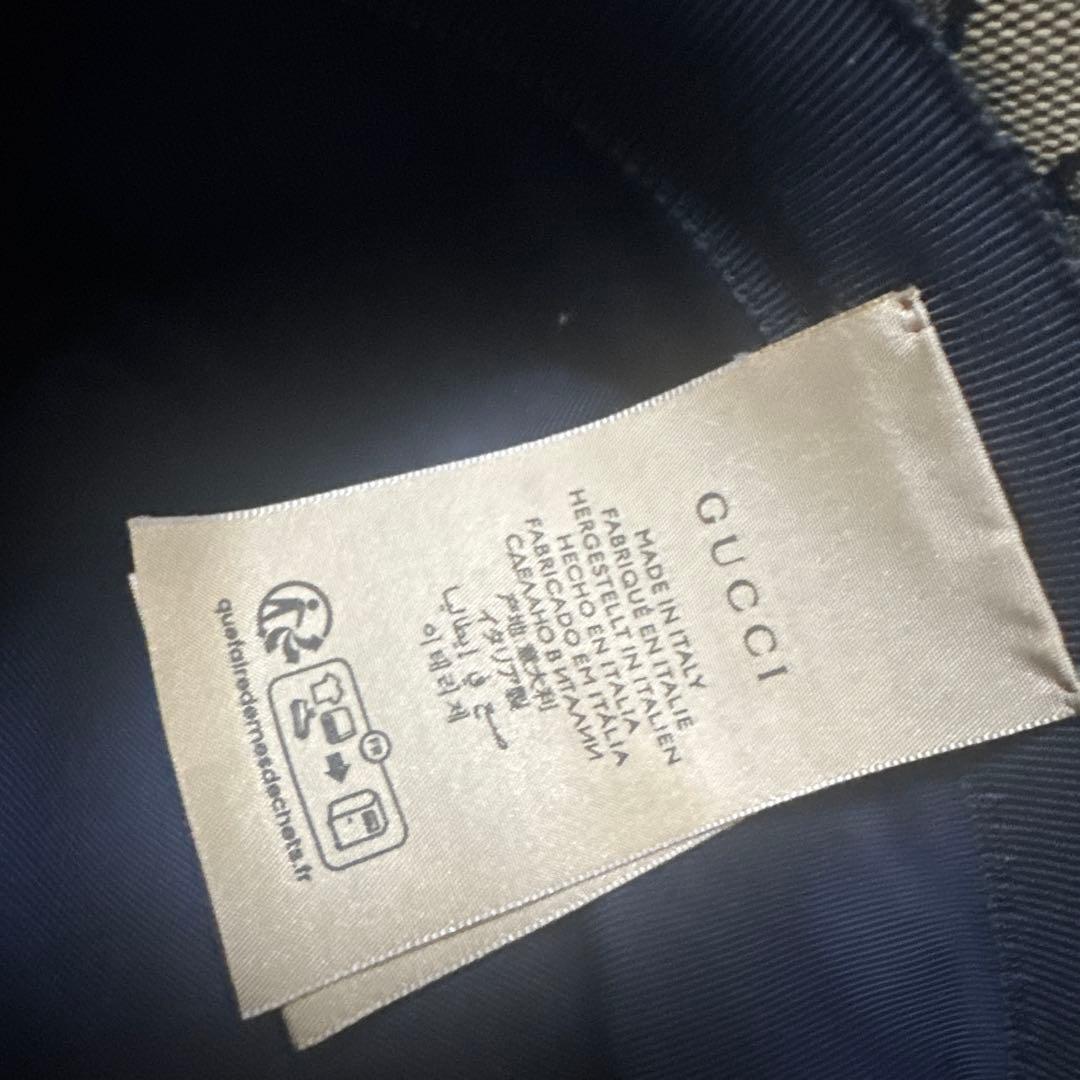 GUCCI
MADE IN ITALY
FABRIQUÉ EN ITALIE
HERGESTELLT IN ITALIEN
HECHO EN ITALIA
FABRICADO EM ITÁLIA
СДЕЛАНО В ИТАЛИИ
产地 意大利
イタリア製
صنع في إيطاليا
이태리제
FR
quefairedemesdechets.fr